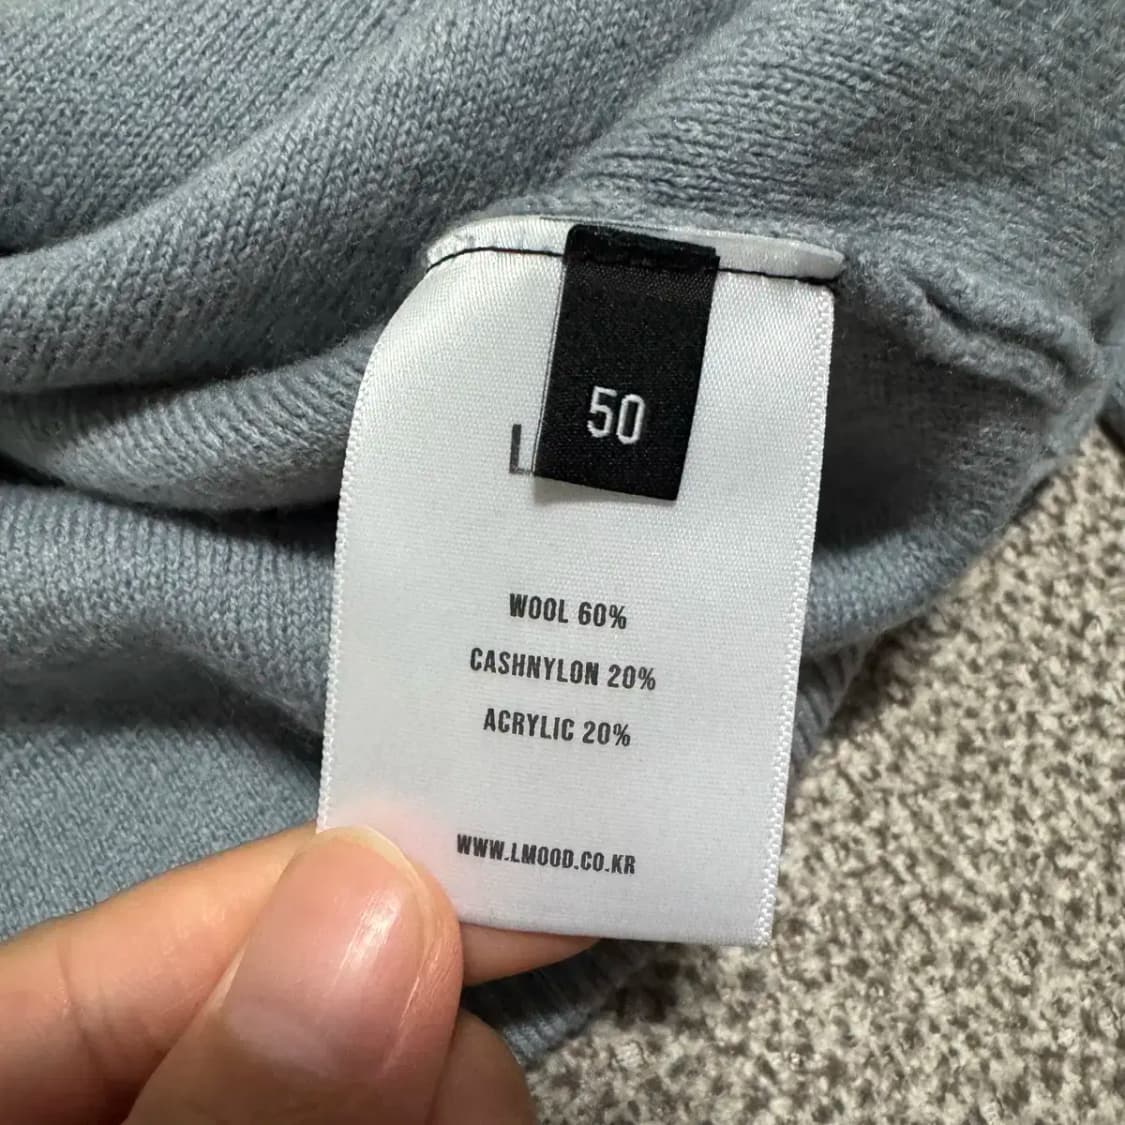 50
WOOL 60%
CASHNYLON 20%
ACRYLIC 20%
WWW.LMOOD.CO.KR